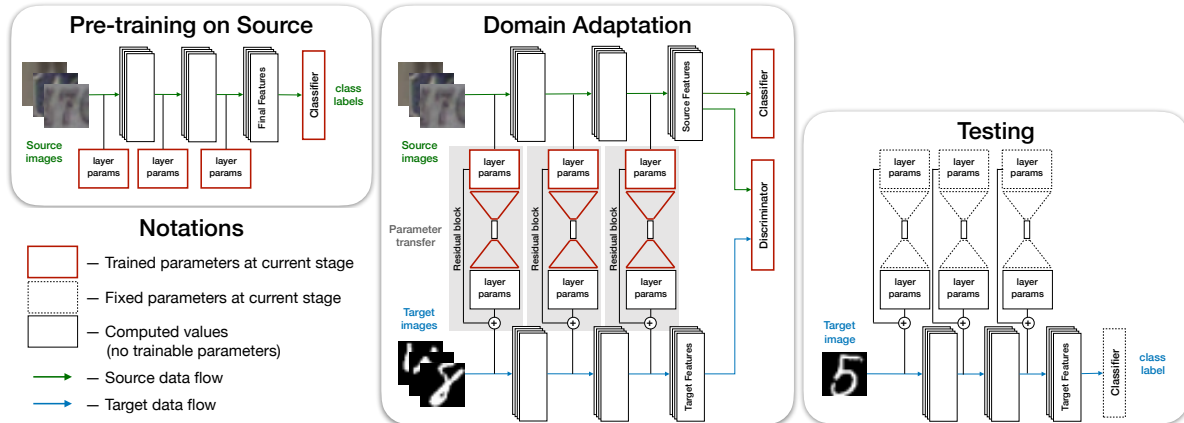 Pre-training on Source
Final Features
Classifier
class
labels
Source
images
layer
params
layer
params
layer
params
Notations
— Trained parameters at current stage
— Fixed parameters at current stage
— Computed values
(no trainable parameters)
— Source data flow
— Target data flow
Domain Adaptation
Source Features
Classifier
Source
images
layer
params
layer
params
layer
params
Discriminator
Parameter
transfer
Residual block
Residual block
Residual block
layer
params
layer
params
layer
params
Target
images
+
+
+
Target Features
Testing
layer
params
layer
params
layer
params
layer
params
layer
params
layer
params
+
+
+
Target
image
5
Target Features
Classifier
class
label